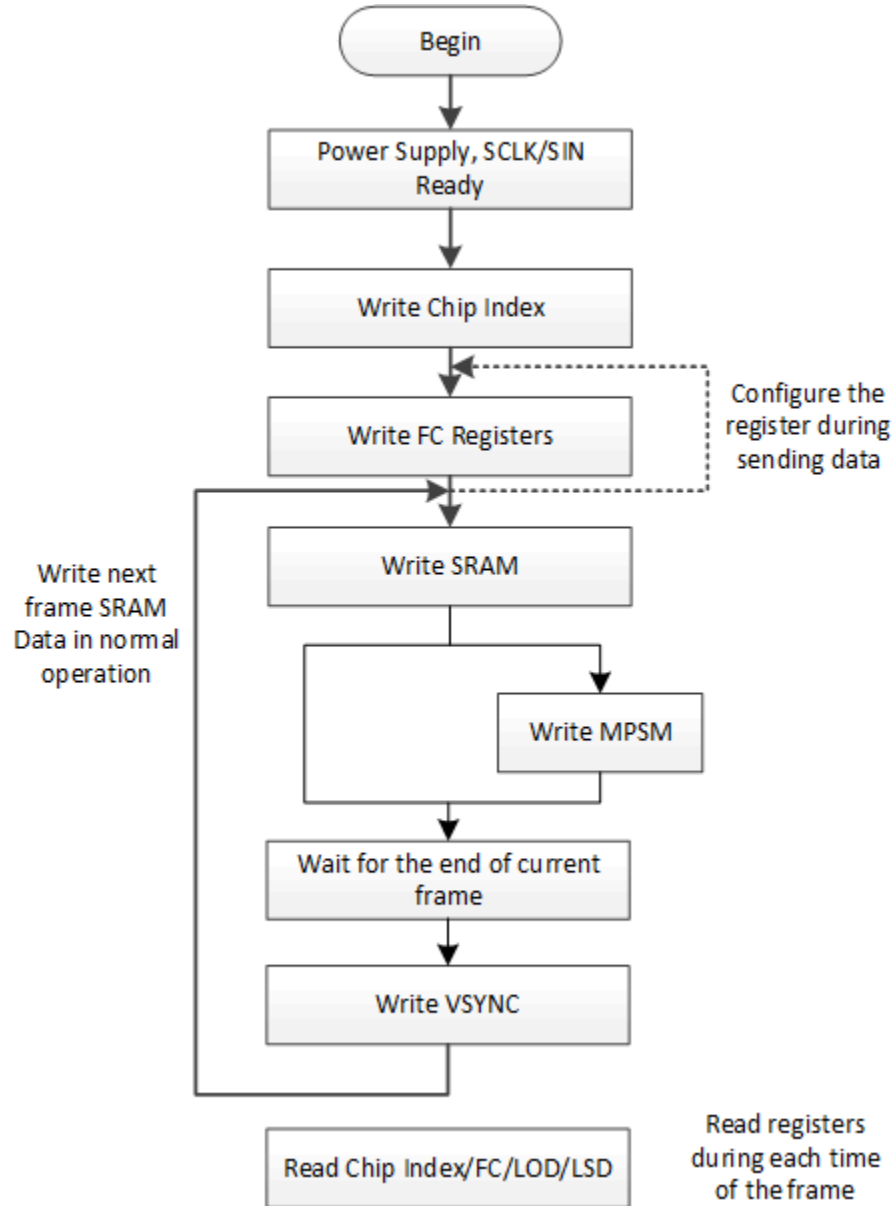 Begin
Power Supply, SCLK/SIN
Ready
Write Chip Index
Configure the
register during
sending data
Write FC Registers
Write SRAM
Write next
frame SRAM
Data in normal
operation
Write MPSM
Wait for the end of current
frame
Write VSYNC
Read Chip Index/FC/LOD/LSD
Read registers
during each time
of the frame